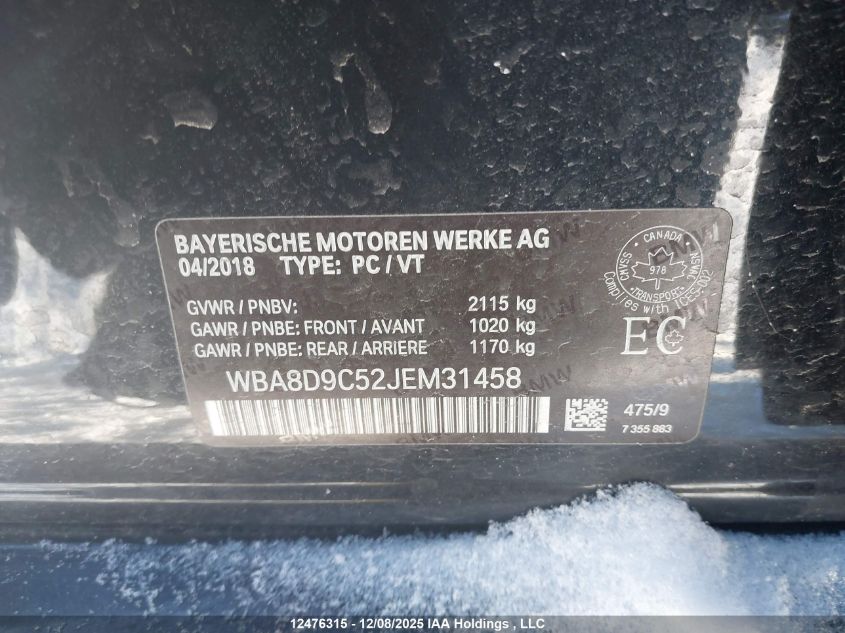 BAYERISCHE MOTOREN WERKE AG
04/2018 TYPE: PC / VT
GVWR / PNBV: 2115 kg
GAWR / PNBE: FRONT / AVANT 1020 kg
GAWR / PNBE: REAR / ARRIERE 1170 kg
WBA8D9C52JEM31458
CANADA
CMVSS NSVAC
978
TRANSPORT
Complies with
EC
475/9
7 355 883
12476315 - 12/08/2025 IAA Holdings , LLC